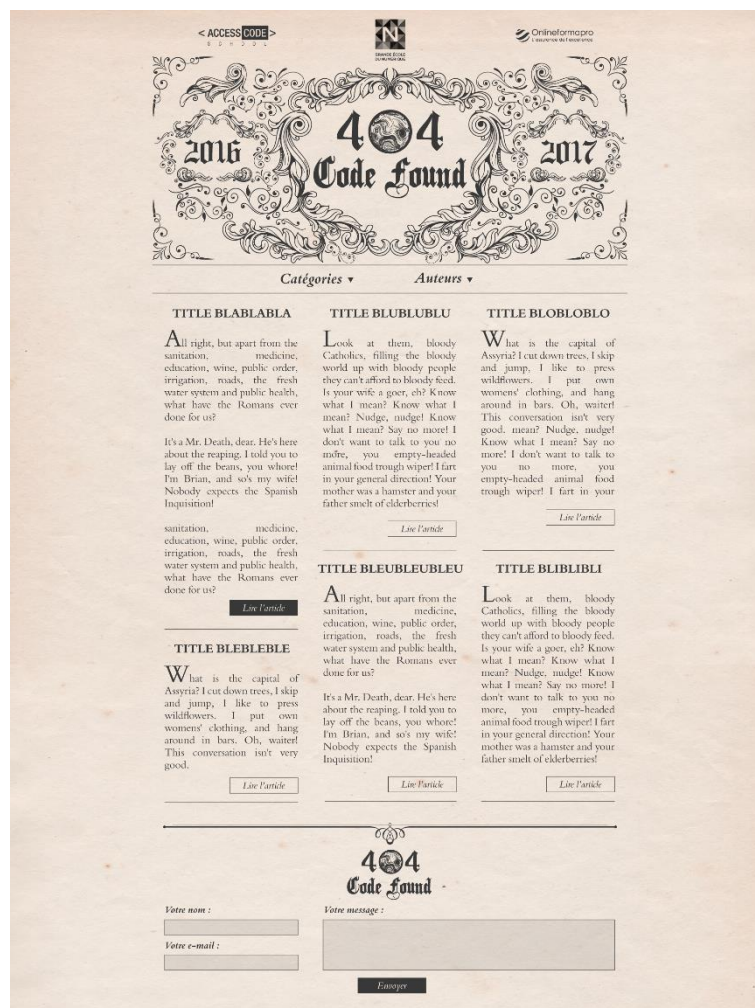 < ACCESS CODE >
SCHOOL
GRANDE ÉCOLE
DU NUMÉRIQUE
Onlineformapro
L'assurance de l'excellence
2016
404
Code Found
2017
Catégories ▾
Auteurs ▾
TITLE BLABLABLA
All right, but apart from the
sanitation, medicine,
education, wine, public order,
irrigation, roads, the fresh
water system and public health,
what have the Romans ever
done for us?
It's a Mr. Death, dear. He's here
about the reaping. I told you to
lay off the beans, you whore!
I'm Brian, and so's my wife!
Nobody expects the Spanish
Inquisition!
sanitation, medicine,
education, wine, public order,
irrigation, roads, the fresh
water system and public health,
what have the Romans ever
done for us?
Lire l'article
TITLE BLEBLEBLE
What is the capital of
Assyria? I cut down trees, I skip
and jump, I like to press
wildflowers. I put own
womens' clothing, and hang
around in bars. Oh, waiter!
This conversation isn't very
good.
Lire l'article
TITLE BLUBLUBLU
Look at them, bloody
Catholics, filling the bloody
world up with bloody people
they can't afford to bloody feed.
Is your wife a goer, eh? Know
what I mean? Know what I
mean? Nudge, nudge! Know
what I mean? Say no more! I
don't want to talk to you no
more, you empty-headed
animal food trough wiper! I fart
in your general direction! Your
mother was a hamster and your
father smelt of elderberries!
Lire l'article
TITLE BLEUBLEUBLEU
All right, but apart from the
sanitation, medicine,
education, wine, public order,
irrigation, roads, the fresh
water system and public health,
what have the Romans ever
done for us?
It's a Mr. Death, dear. He's here
about the reaping. I told you to
lay off the beans, you whore!
I'm Brian, and so's my wife!
Nobody expects the Spanish
Inquisition!
Lire l'article
TITLE BLOBLOBLO
What is the capital of
Assyria? I cut down trees, I skip
and jump, I like to press
wildflowers. I put own
womens' clothing, and hang
around in bars. Oh, waiter!
This conversation isn't very
good. mean? Nudge, nudge!
Know what I mean? Say no
more! I don't want to talk to
you no more, you
empty-headed animal food
trough wiper! I fart in your
Lire l'article
TITLE BLIBLIBLI
Look at them, bloody
Catholics, filling the bloody
world up with bloody people
they can't afford to bloody feed.
Is your wife a goer, eh? Know
what I mean? Know what I
mean? Nudge, nudge! Know
what I mean? Say no more! I
don't want to talk to you no
more, you empty-headed
animal food trough wiper! I fart
in your general direction! Your
mother was a hamster and your
father smelt of elderberries!
Lire l'article
404
Code Found
Votre nom :
Votre e-mail :
Votre message :
Envoyer